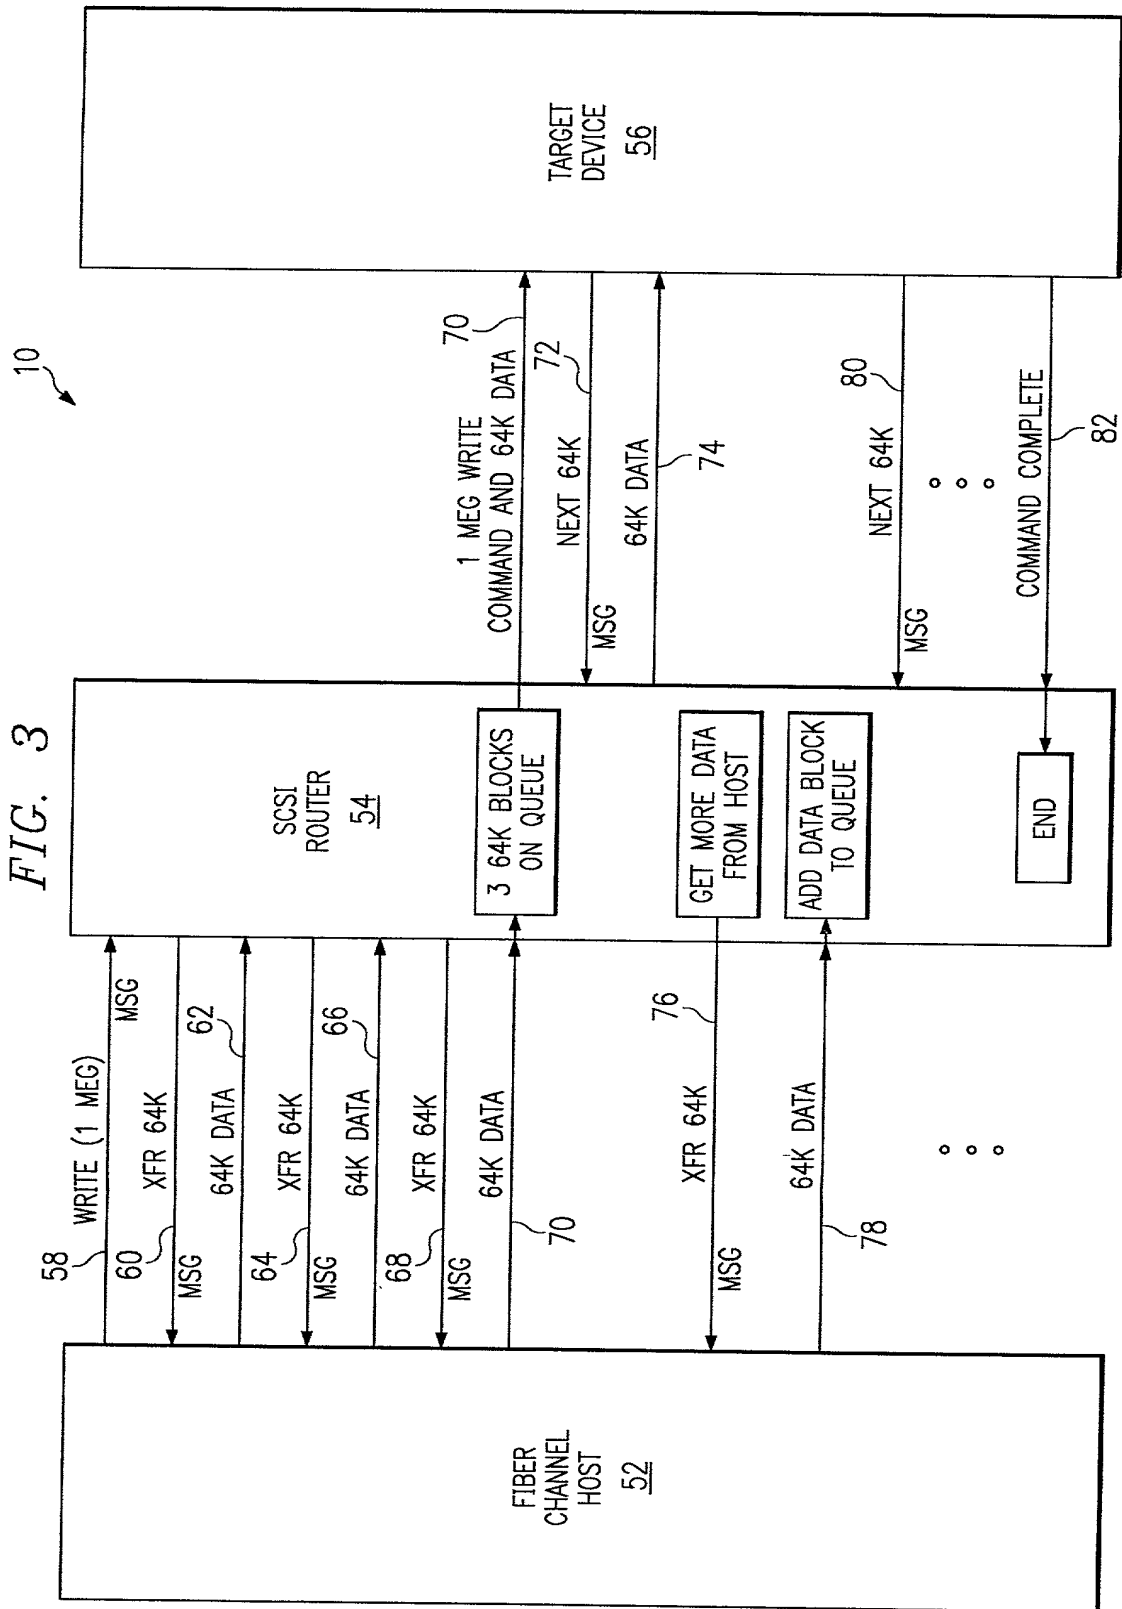 FIG. 3
10
FIBER
CHANNEL
HOST
52
SCSI
ROUTER
54
TARGET
DEVICE
56
58
WRITE (1 MEG)
MSG
60
XFR 64K
MSG
62
64K DATA
64
XFR 64K
MSG
66
64K DATA
68
XFR 64K
MSG
70
64K DATA
3 64K BLOCKS
ON QUEUE
1 MEG WRITE
COMMAND AND 64K DATA
70
72
NEXT 64K
MSG
64K DATA
74
GET MORE DATA
FROM HOST
76
XFR 64K
MSG
64K DATA
78
ADD DATA BLOCK
TO QUEUE
80
NEXT 64K
MSG
COMMAND COMPLETE
82
END